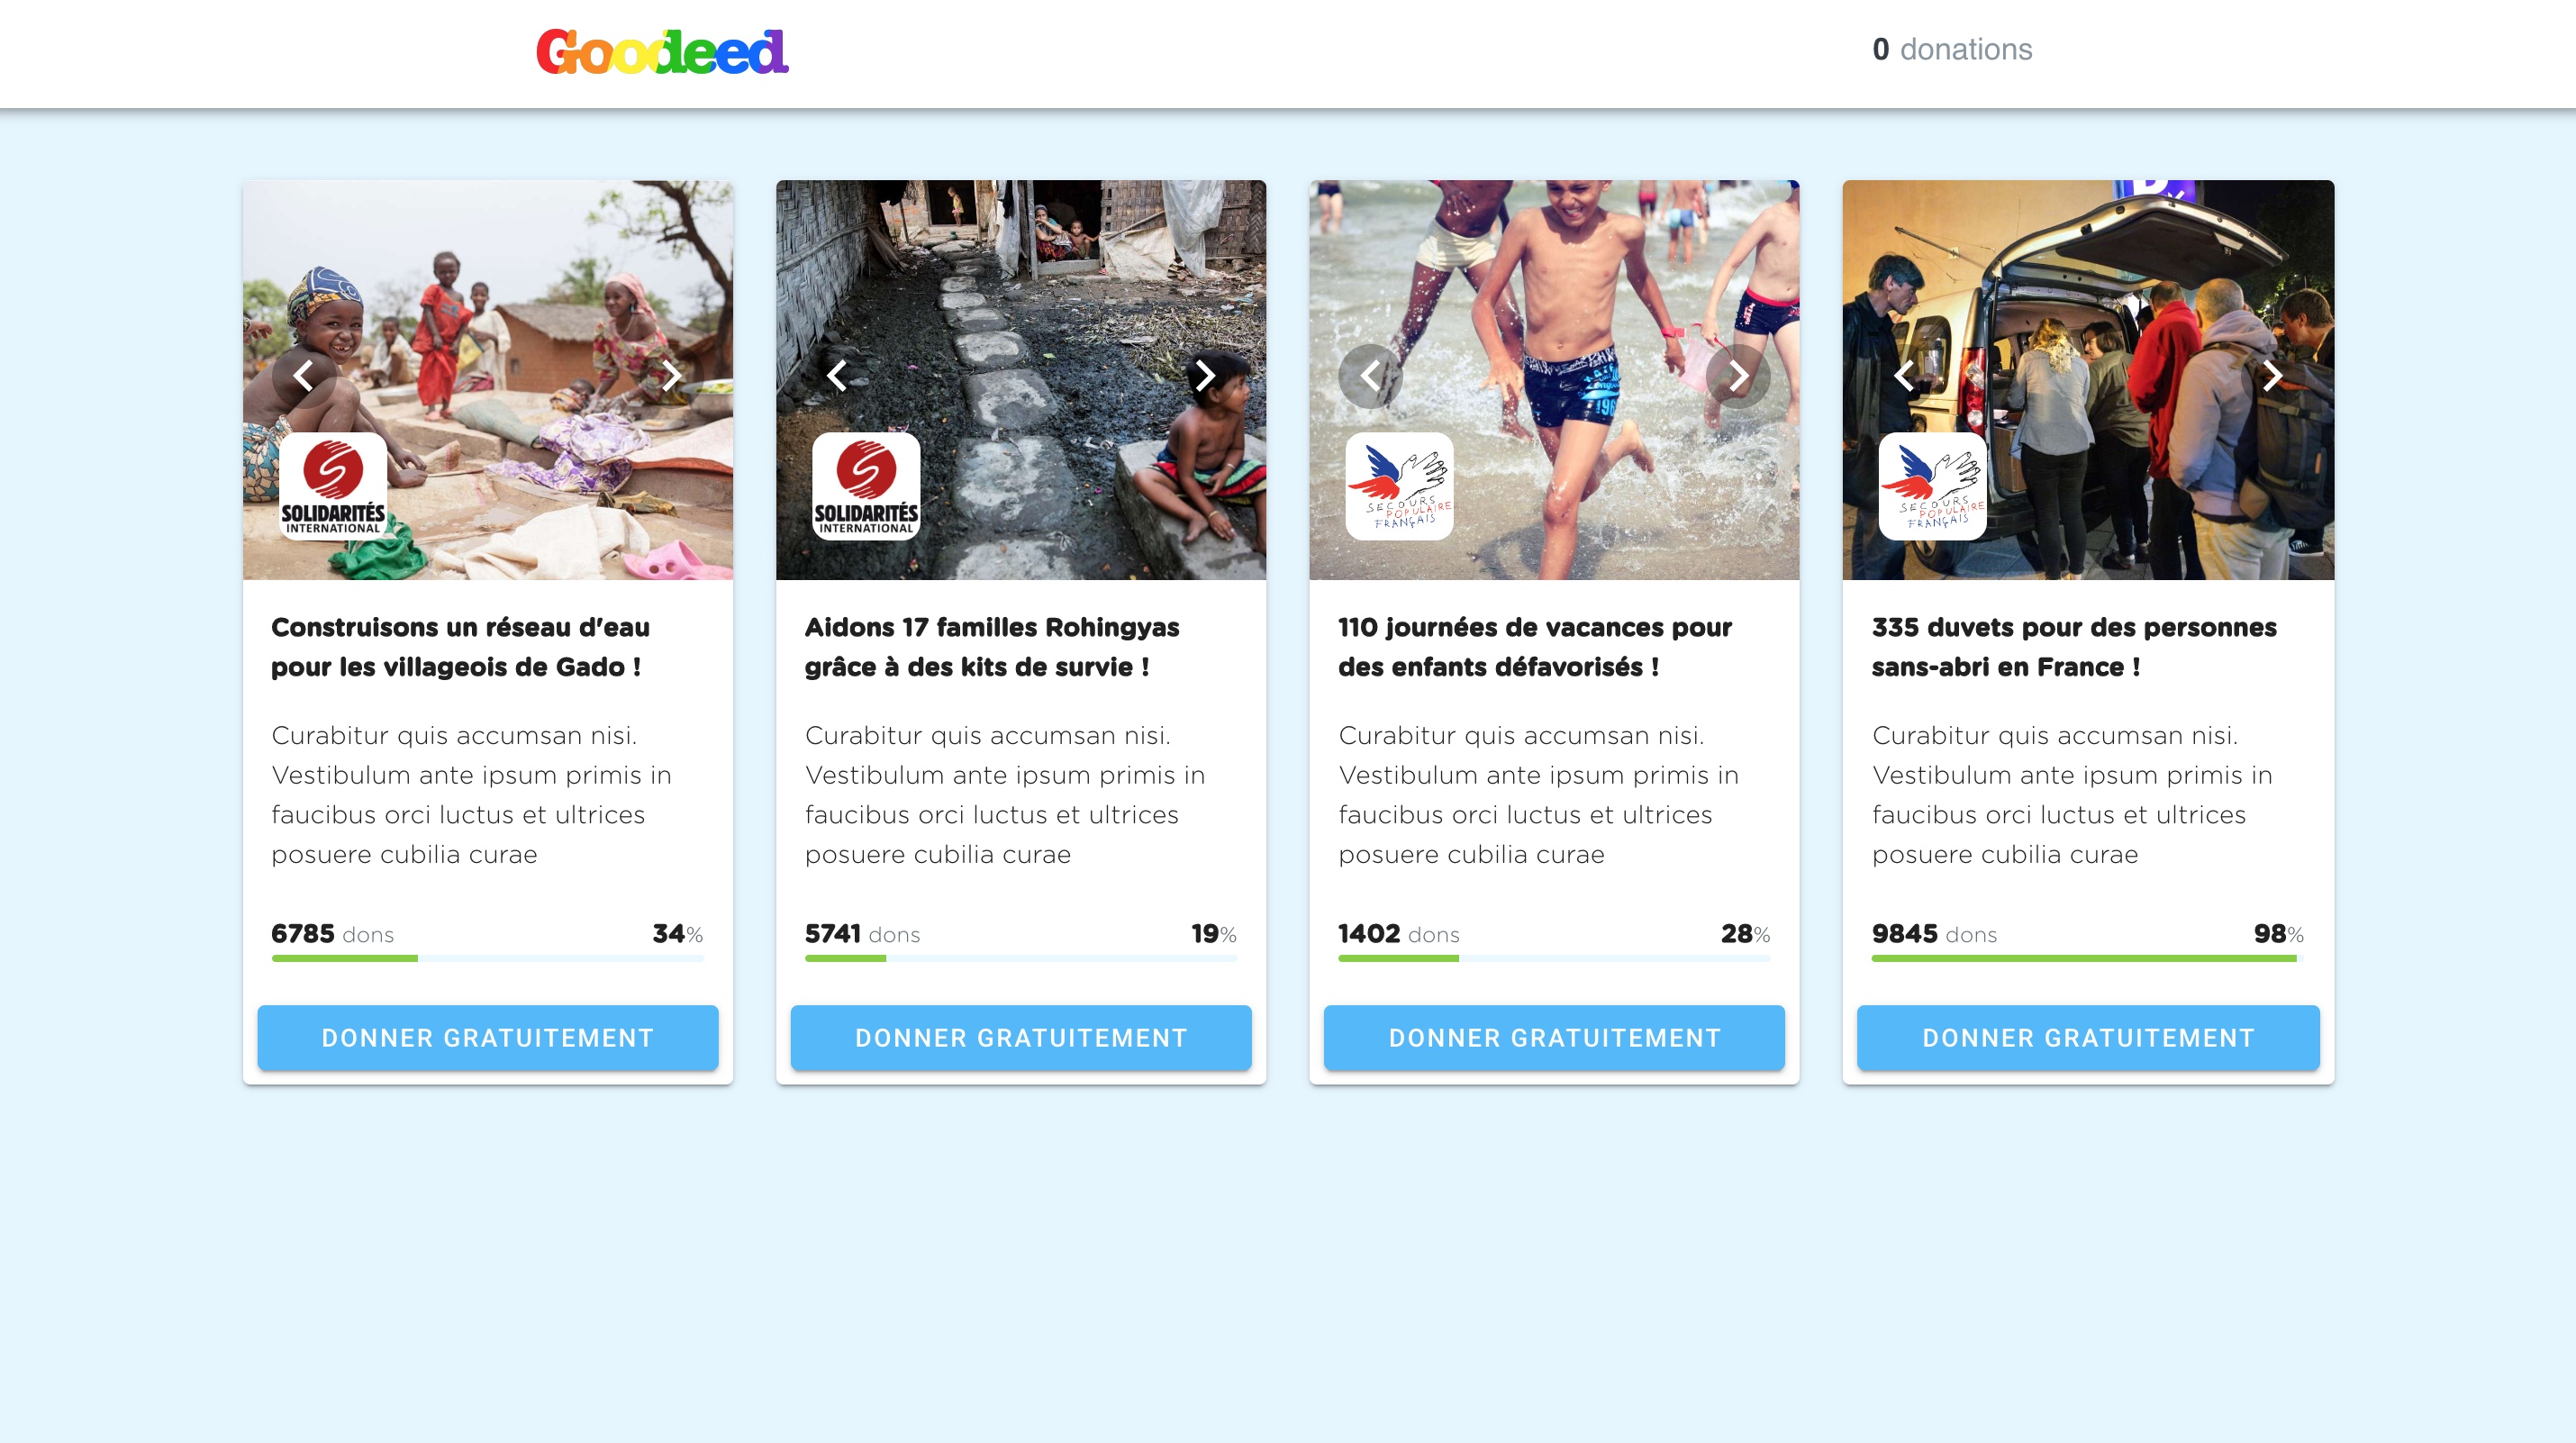 Goodeed
0 donations
SOLIDARITÉS
INTERNATIONAL
Construisons un réseau d'eau
pour les villageois de Gado !
Curabitur quis accumsan nisi.
Vestibulum ante ipsum primis in
faucibus orci luctus et ultrices
posuere cubilia curae
6785 dons 34%
DONNER GRATUITEMENT
SOLIDARITÉS
INTERNATIONAL
Aidons 17 familles Rohingyas
grâce à des kits de survie !
Curabitur quis accumsan nisi.
Vestibulum ante ipsum primis in
faucibus orci luctus et ultrices
posuere cubilia curae
5741 dons 19%
DONNER GRATUITEMENT
SECOURS
POPULAIRE
FRANÇAIS
110 journées de vacances pour
des enfants défavorisés !
Curabitur quis accumsan nisi.
Vestibulum ante ipsum primis in
faucibus orci luctus et ultrices
posuere cubilia curae
1402 dons 28%
DONNER GRATUITEMENT
SECOURS
POPULAIRE
FRANÇAIS
335 duvets pour des personnes
sans-abri en France !
Curabitur quis accumsan nisi.
Vestibulum ante ipsum primis in
faucibus orci luctus et ultrices
posuere cubilia curae
9845 dons 98%
DONNER GRATUITEMENT